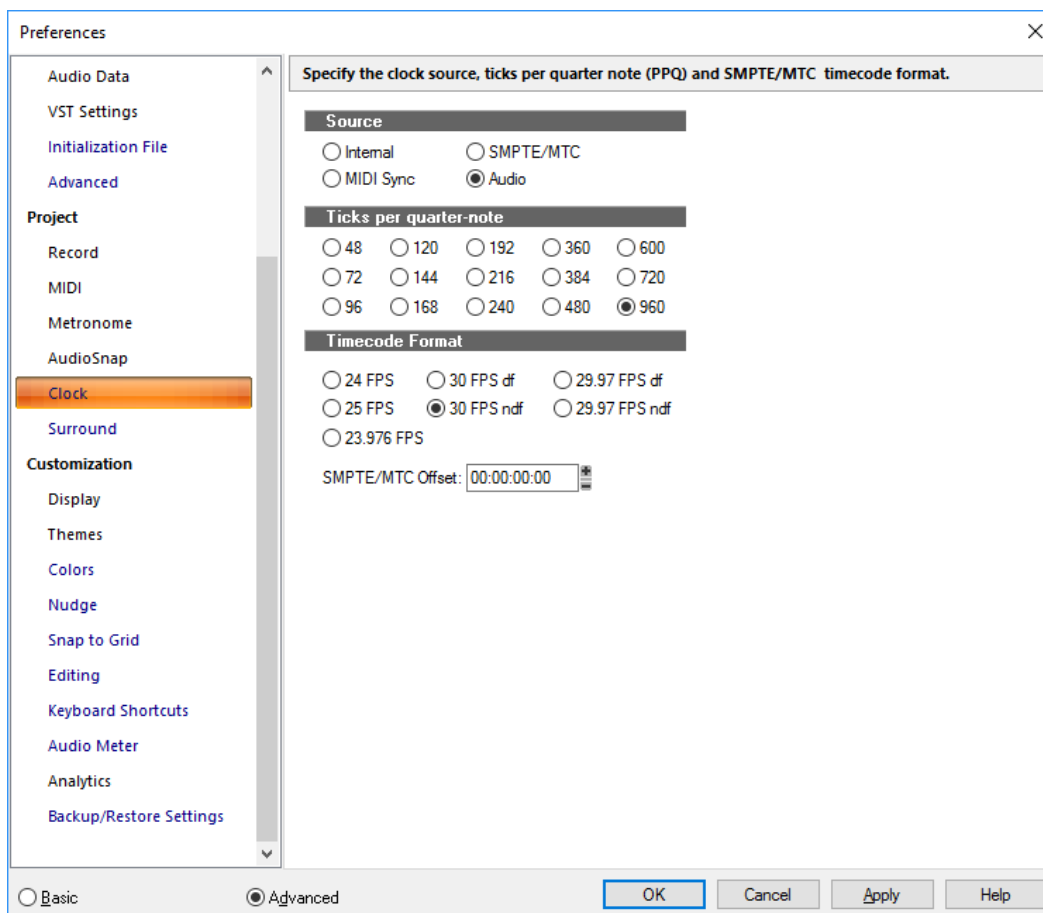 Preferences
Audio Data
VST Settings
Initialization File
Advanced
Project
Record
MIDI
Metronome
AudioSnap
Clock
Surround
Customization
Display
Themes
Colors
Nudge
Snap to Grid
Editing
Keyboard Shortcuts
Audio Meter
Analytics
Backup/Restore Settings
Specify the clock source, ticks per quarter note (PPQ) and SMPTE/MTC timecode format.
Source
Internal SMPTE/MTC
MIDI Sync Audio
Ticks per quarter-note
48 120 192 360 600
72 144 216 384 720
96 168 240 480 960
Timecode Format
24 FPS 30 FPS df 29.97 FPS df
25 FPS 30 FPS ndf 29.97 FPS ndf
23.976 FPS
SMPTE/MTC Offset: 00:00:00:00
Basic Advanced OK Cancel Apply Help